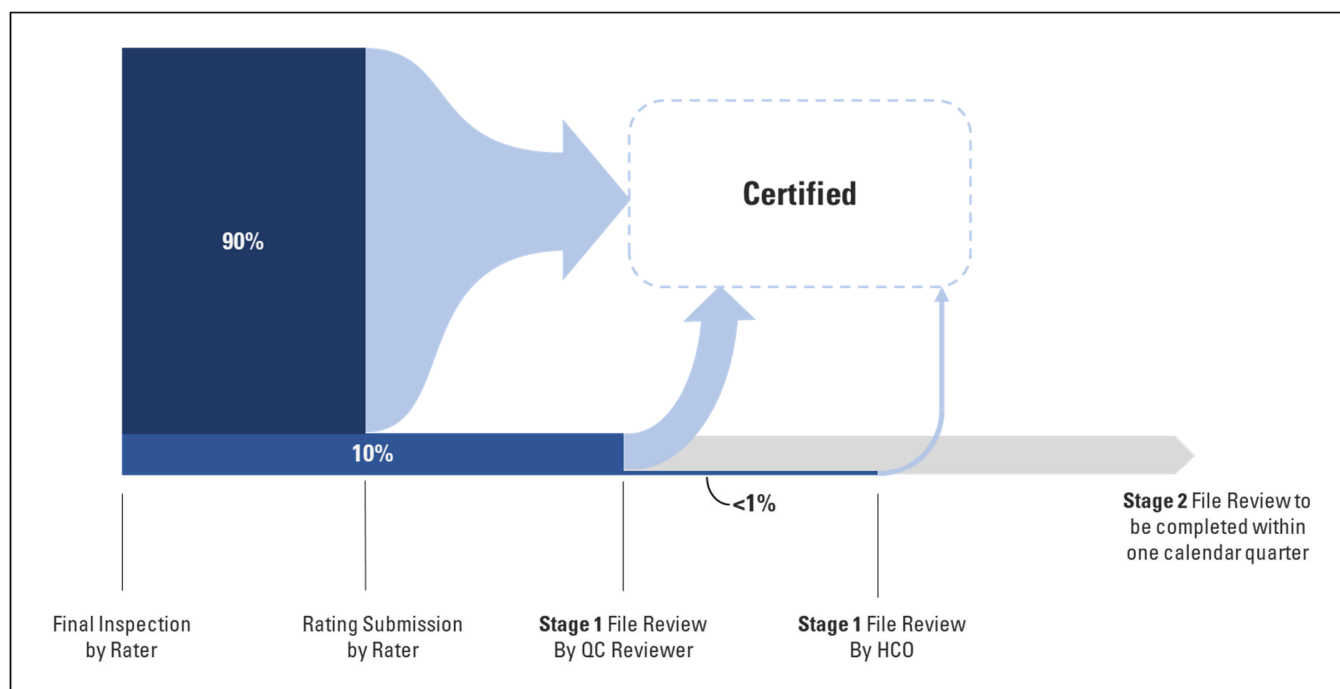 Certified
90%
10%
<1%
Final Inspection
by Rater
Rating Submission
by Rater
Stage 1 File Review
By QC Reviewer
Stage 1 File Review
By HCO
Stage 2 File Review to
be completed within
one calendar quarter